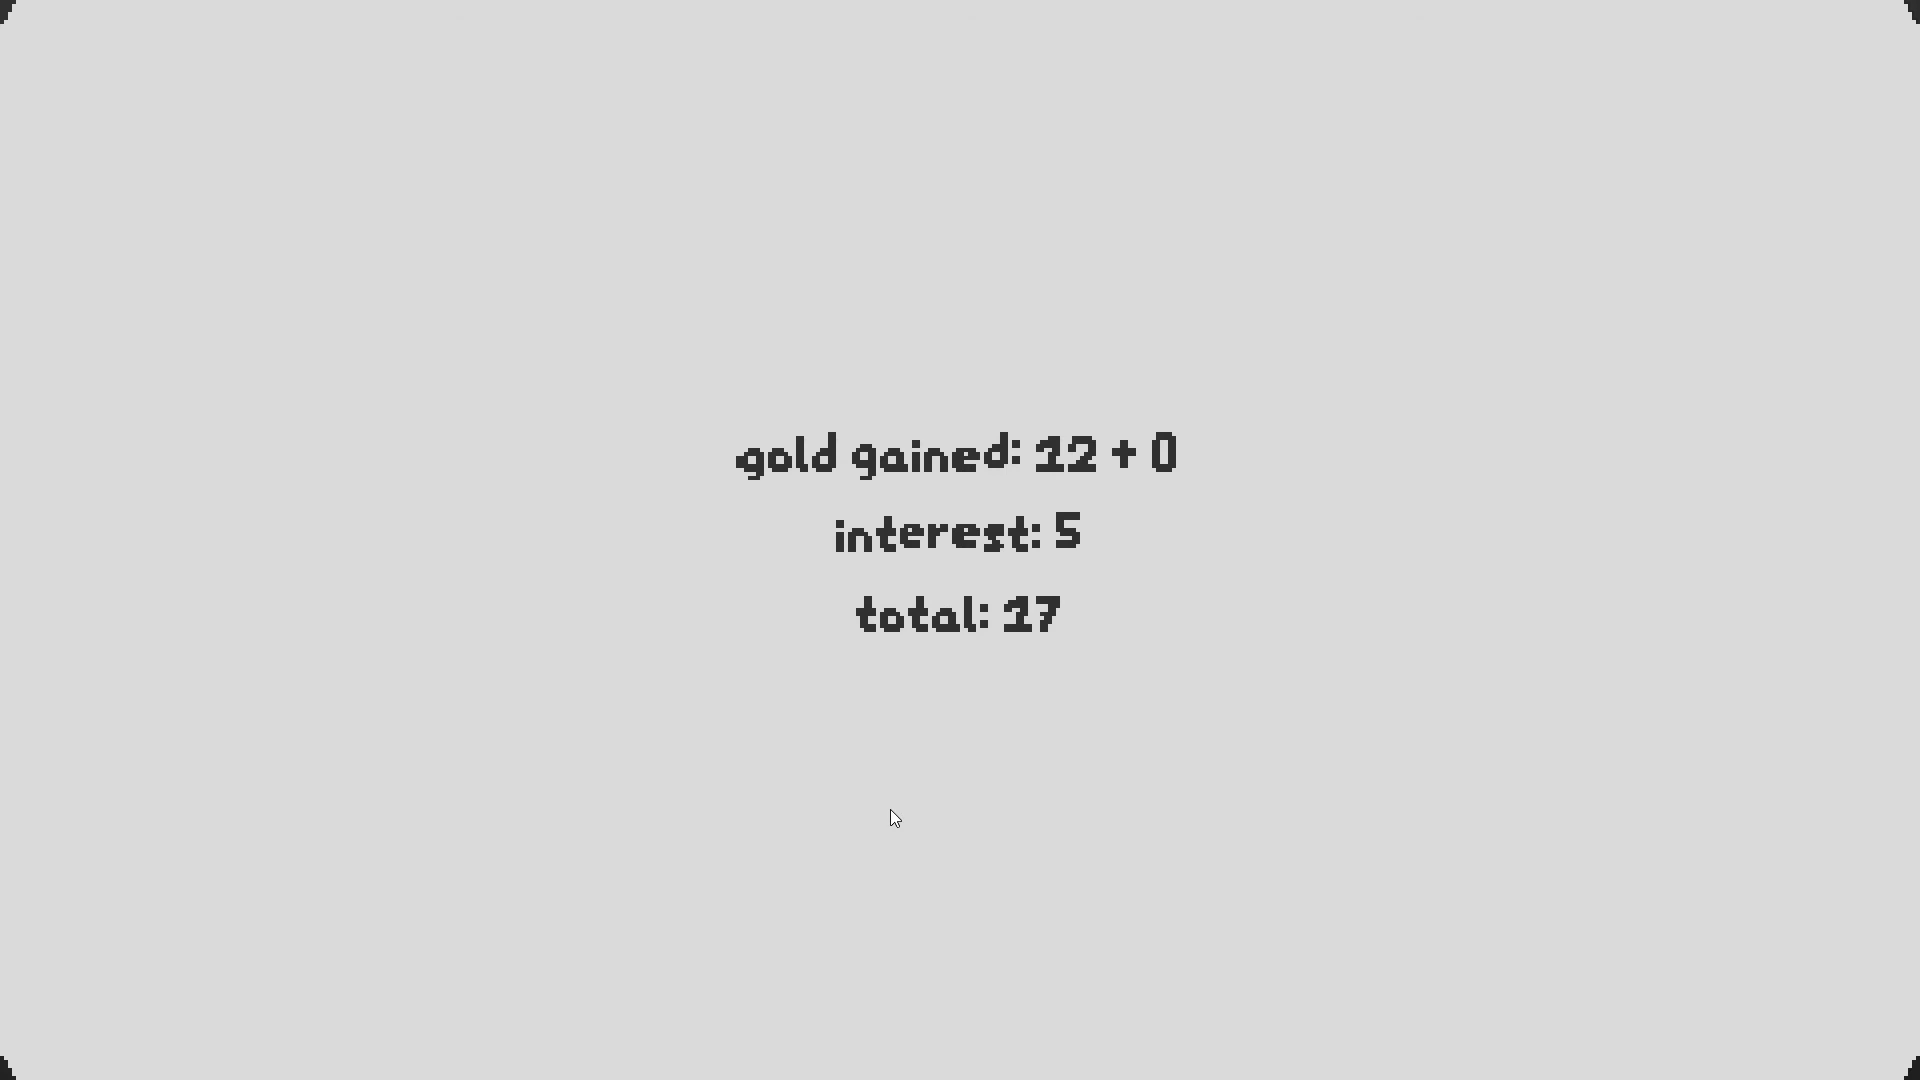 gold gained: 12 + 0
interest: 5
total: 17